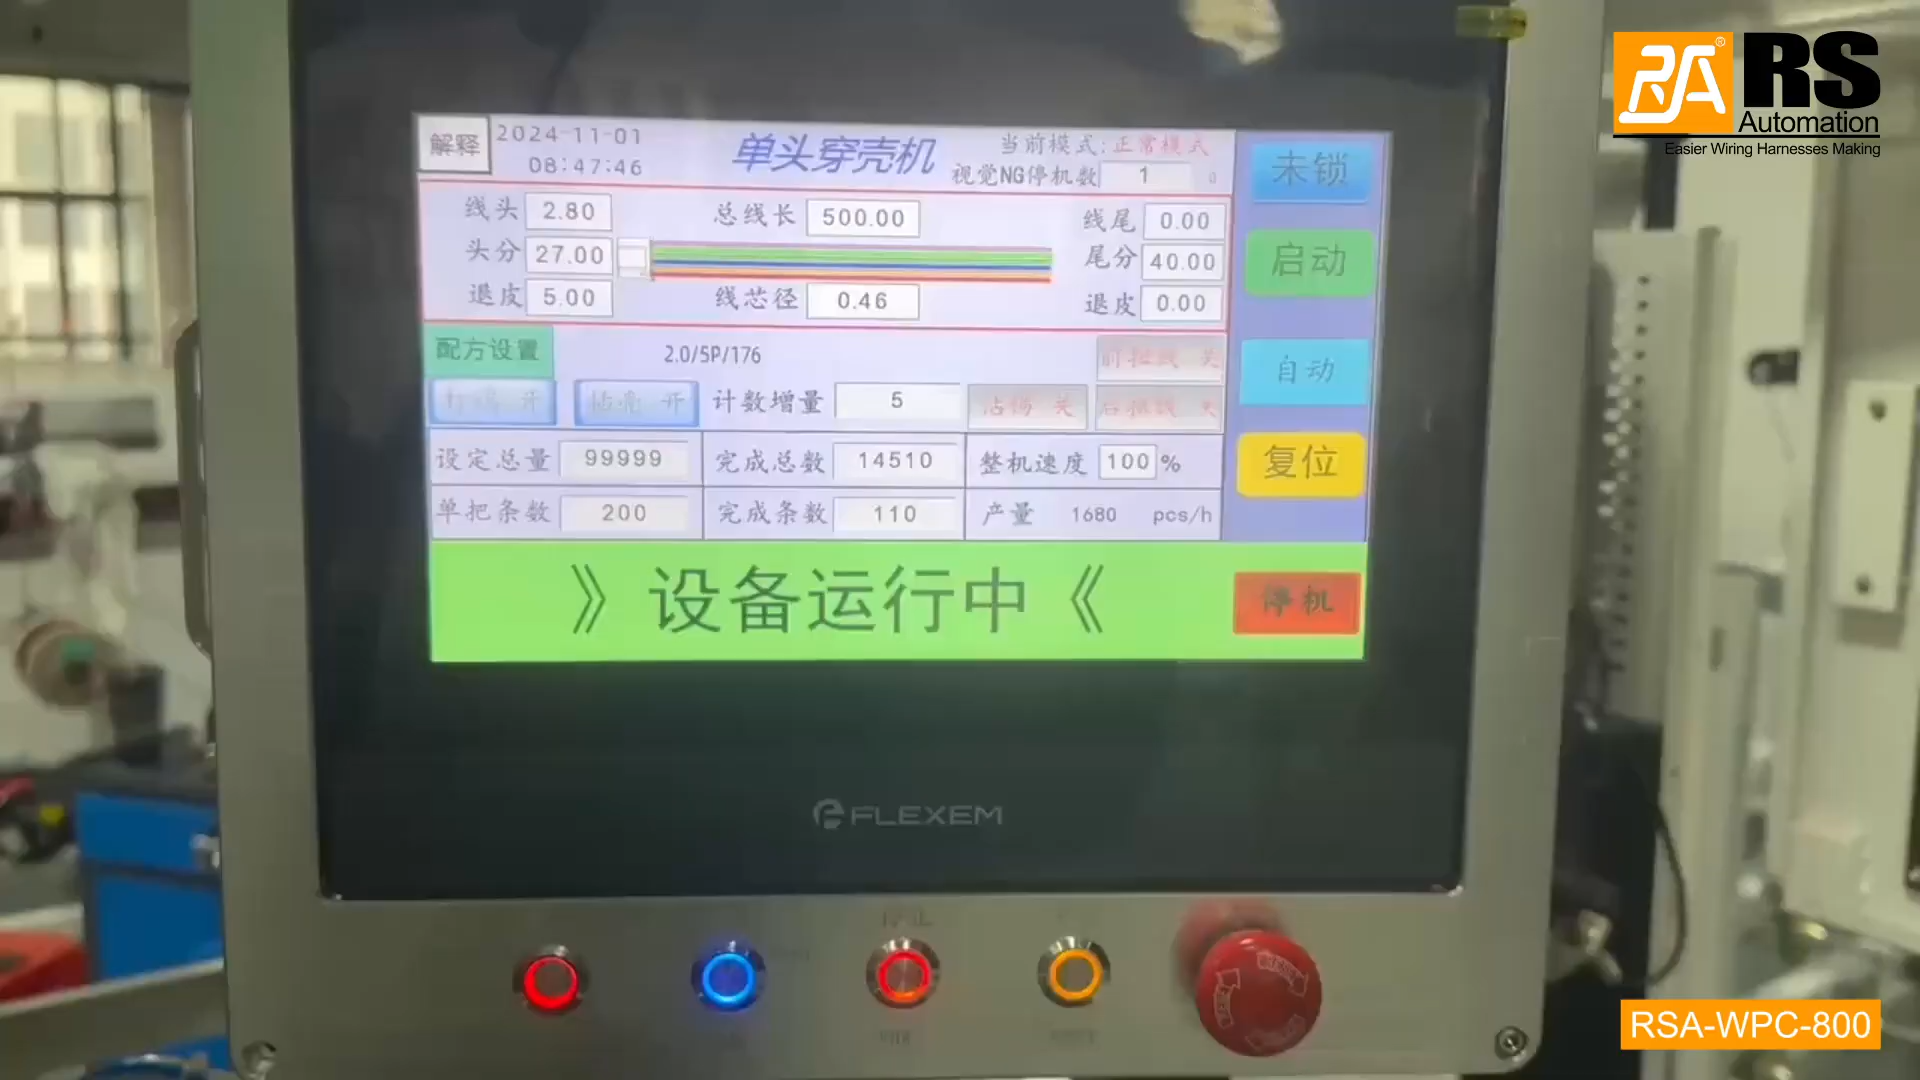 RS
Automation
Easier Wiring Harnesses Making
解释
2024-11-01
08:47:46
单头穿壳机
当前模式:正常模式
视觉NG停机数 1
未锁
线头 2.80
总线长 500.00
线尾 0.00
头分 27.00
尾分 40.00
启动
退皮 5.00
线芯径 0.46
退皮 0.00
配方设置
2.0/5P/176
自动
开
开
计数增量 5
沾锡 关
设定总量 99999
完成总数 14510
整机速度 100 %
复位
单把条数 200
完成条数 110
产量 1680 pcs/h
》设备运行中《
停机
FLEXEM
RSA-WPC-800